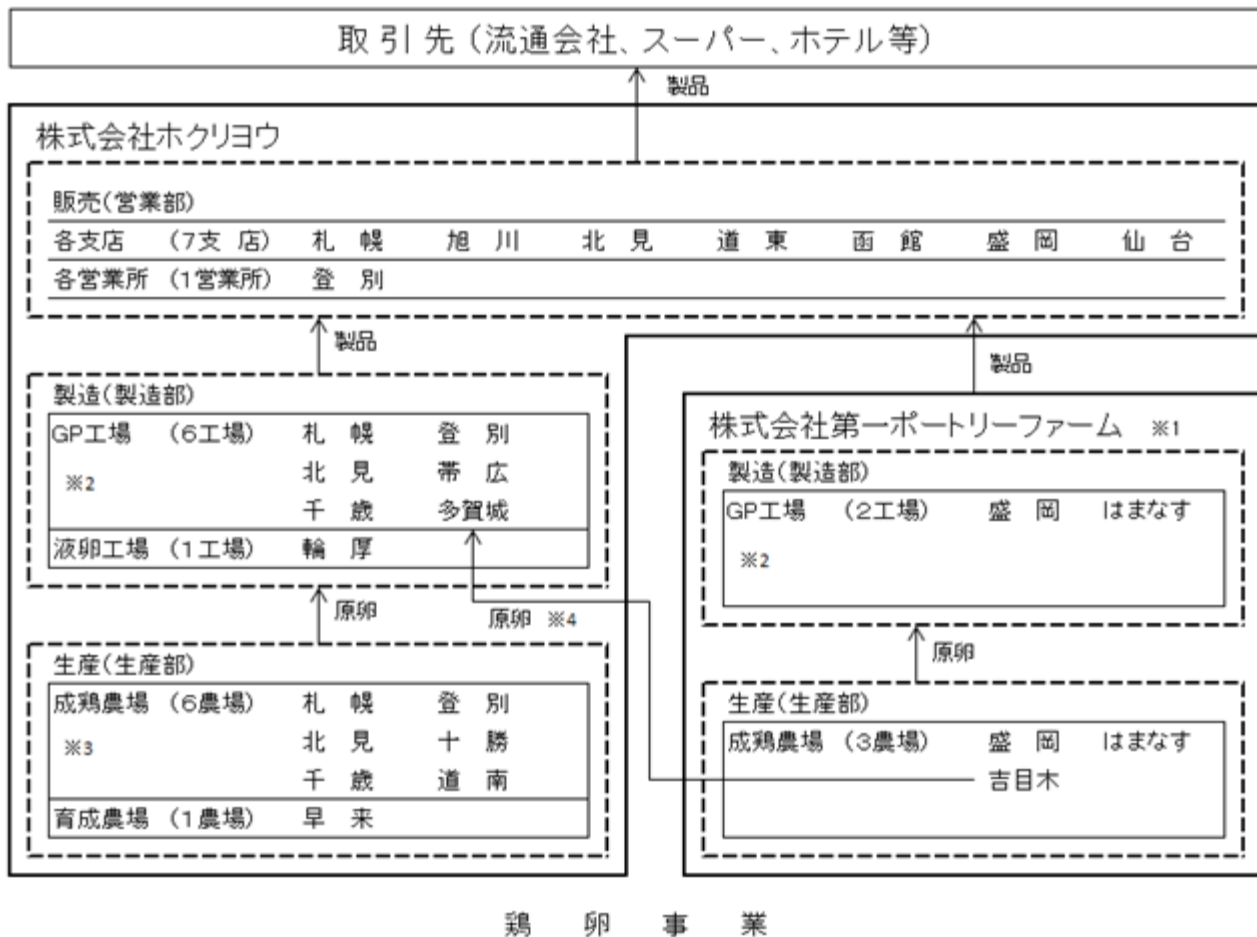 取引先（流通会社、スーパー、ホテル等）
製品
株式会社ホクリヨウ
販売(営業部)
各支店 （7支 店） 札 幌 旭 川 北 見 道 東 函 館 盛 岡 仙 台
各営業所 （1営業所） 登 別
製品
製品
製造(製造部)
GP工場 （6工場） 札 幌 登 別
※2 北 見 帯 広
千 歳 多賀城
液卵工場 （1工場） 輪 厚
株式会社第一ポートリーファーム ※1
製造(製造部)
GP工場 （2工場） 盛 岡 はまなす
※2
原卵
原卵 ※4
原卵
生産(生産部)
成鶏農場 （6農場） 札 幌 登 別
※3 北 見 十 勝
千 歳 道 南
育成農場 （1農場） 早 来
生産(生産部)
成鶏農場 （3農場） 盛 岡 はまなす
吉目木
鶏 卵 事 業